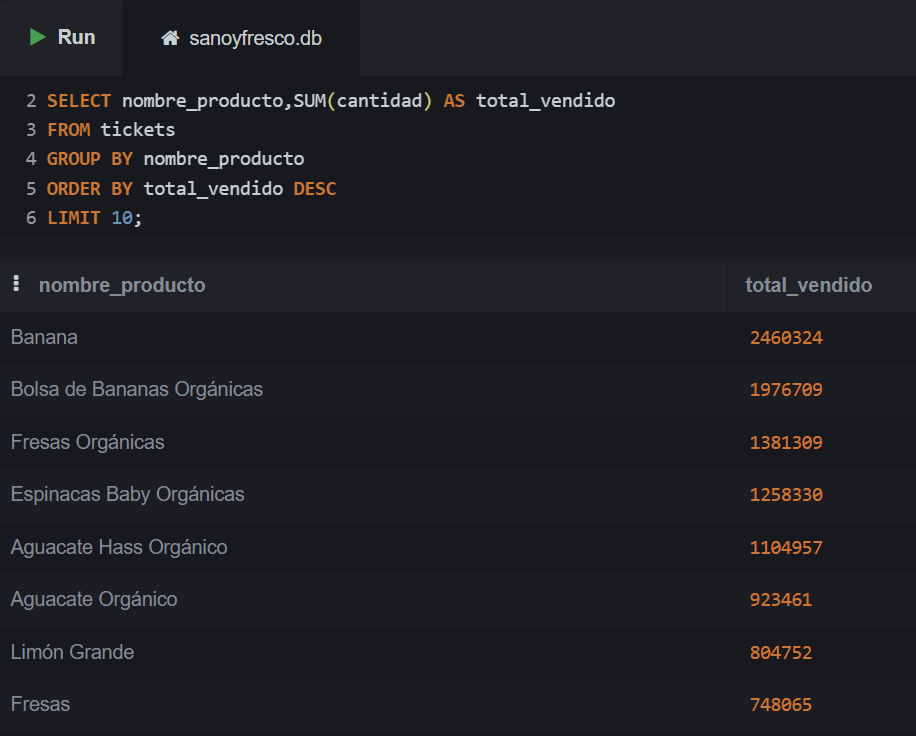 Run sanoyfresco.db
2 SELECT nombre_producto,SUM(cantidad) AS total_vendido
3 FROM tickets
4 GROUP BY nombre_producto
5 ORDER BY total_vendido DESC
6 LIMIT 10;
nombre_producto total_vendido
Banana 2460324
Bolsa de Bananas Orgánicas 1976709
Fresas Orgánicas 1381309
Espinacas Baby Orgánicas 1258330
Aguacate Hass Orgánico 1104957
Aguacate Orgánico 923461
Limón Grande 804752
Fresas 748065